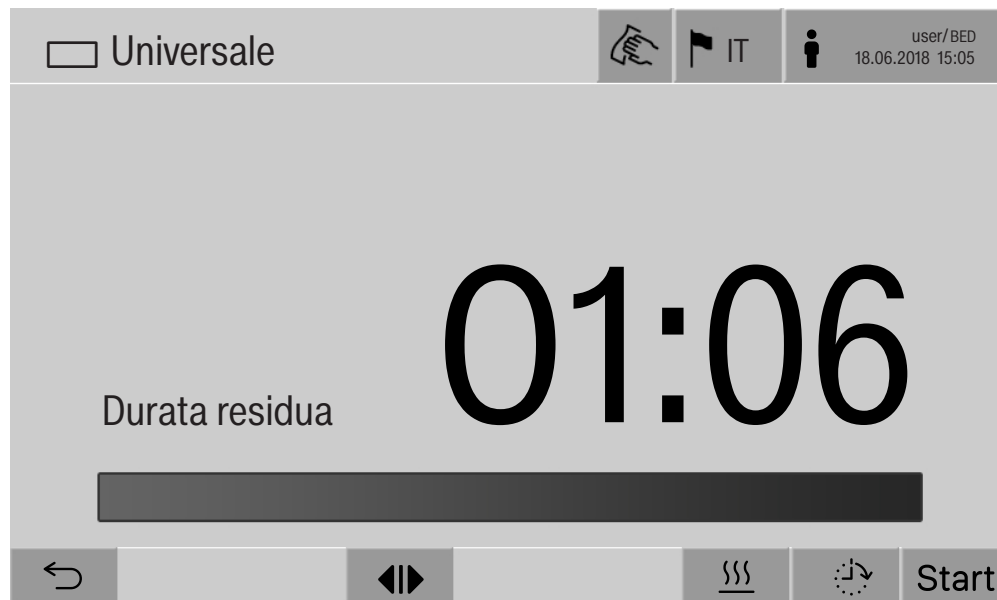 Universale
IT
user/BED
18.06.2018 15:05
01:06
Durata residua
Start